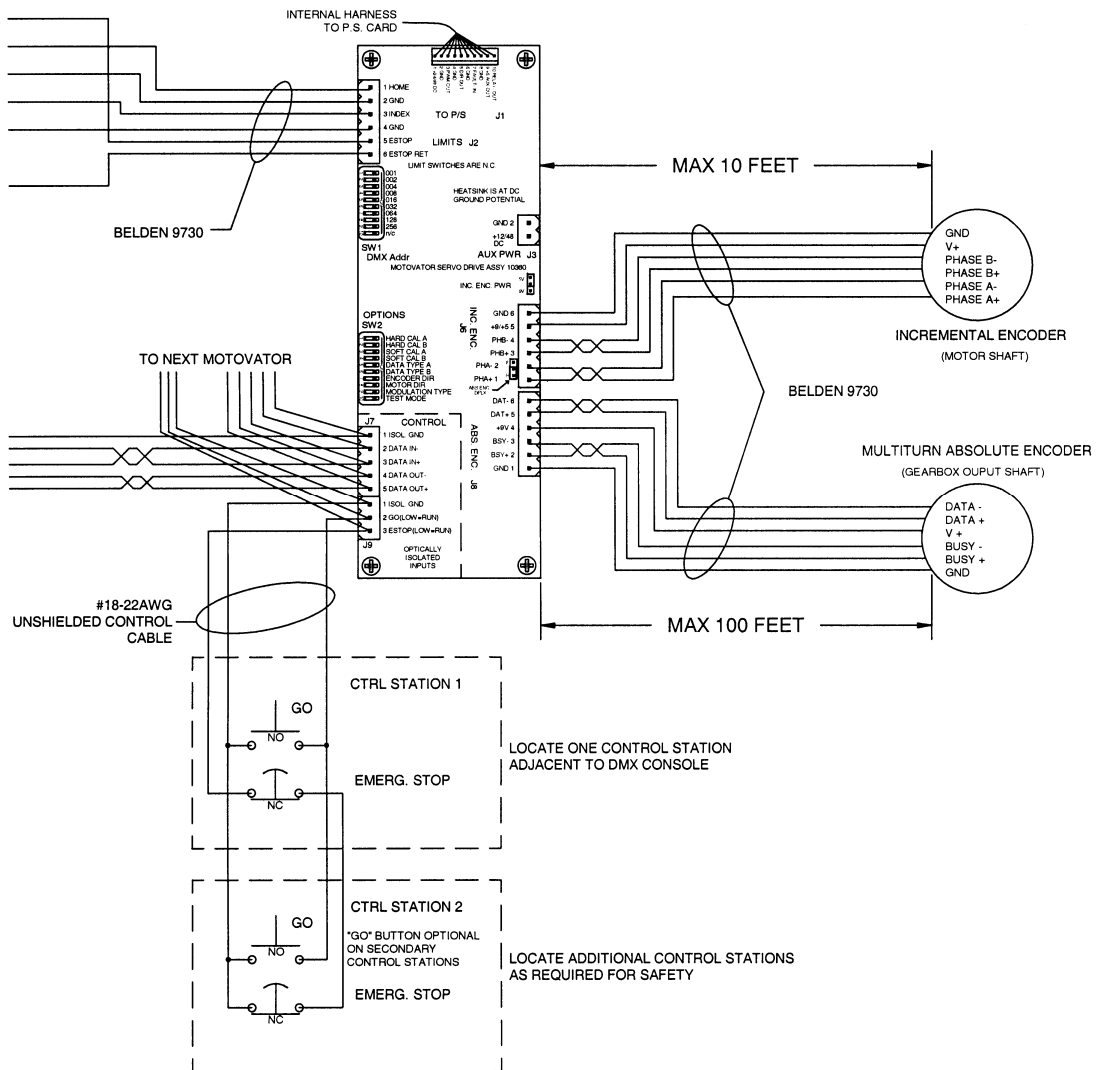 INTERNAL HARNESS
TO P.S. CARD
1 HOME
2 GND
3 INDEX
4 GND
5 ESTOP
6 ESTOP RET
TO P/S J1
LIMITS J2
LIMIT SWITCHES ARE N.C.
001
002
004
008
016
032
064
128
256
n/c
SW1
DMX Addr
HEATSINK IS AT DC
GROUND POTENTIAL
GND 2
+12/48
DC
AUX PWR J3
MOTOVATOR SERVO DRIVE ASSY 10360
INC. ENC. PWR
BELDEN 9730
MAX 10 FEET
GND
V+
PHASE B-
PHASE B+
PHASE A-
PHASE A+
INCREMENTAL ENCODER
(MOTOR SHAFT)
OPTIONS
SW2
HARD CAL A
HARD CAL B
SOFT CAL A
SOFT CAL B
DATA TYPE A
DATA TYPE B
ENCODER DIR
MOTOR DIR
MODULATION TYPE
TEST MODE
INC. ENC.
GND 6
+9/+5 5
PHB- 4
PHB+ 3
PHA- 2
PHA+ 1
TO NEXT MOTOVATOR
BELDEN 9730
J7 CONTROL
1 ISOL GND
2 DATA IN-
3 DATA IN+
4 DATA OUT-
5 DATA OUT+
1 ISOL GND
2 GO(LOW=RUN)
3 ESTOP(LOW=RUN)
J9
OPTICALLY
ISOLATED
INPUTS
ABS. ENC. J8
DAT- 6
DAT+ 5
+9V 4
BSY- 3
BSY+ 2
GND 1
MULTITURN ABSOLUTE ENCODER
(GEARBOX OUPUT SHAFT)
DATA -
DATA +
V +
BUSY -
BUSY +
GND
MAX 100 FEET
#18-22AWG
UNSHIELDED CONTROL
CABLE
CTRL STATION 1
GO
NO
EMERG. STOP
NC
LOCATE ONE CONTROL STATION
ADJACENT TO DMX CONSOLE
CTRL STATION 2
GO
NO
"GO" BUTTON OPTIONAL
ON SECONDARY
CONTROL STATIONS
EMERG. STOP
NC
LOCATE ADDITIONAL CONTROL STATIONS
AS REQUIRED FOR SAFETY